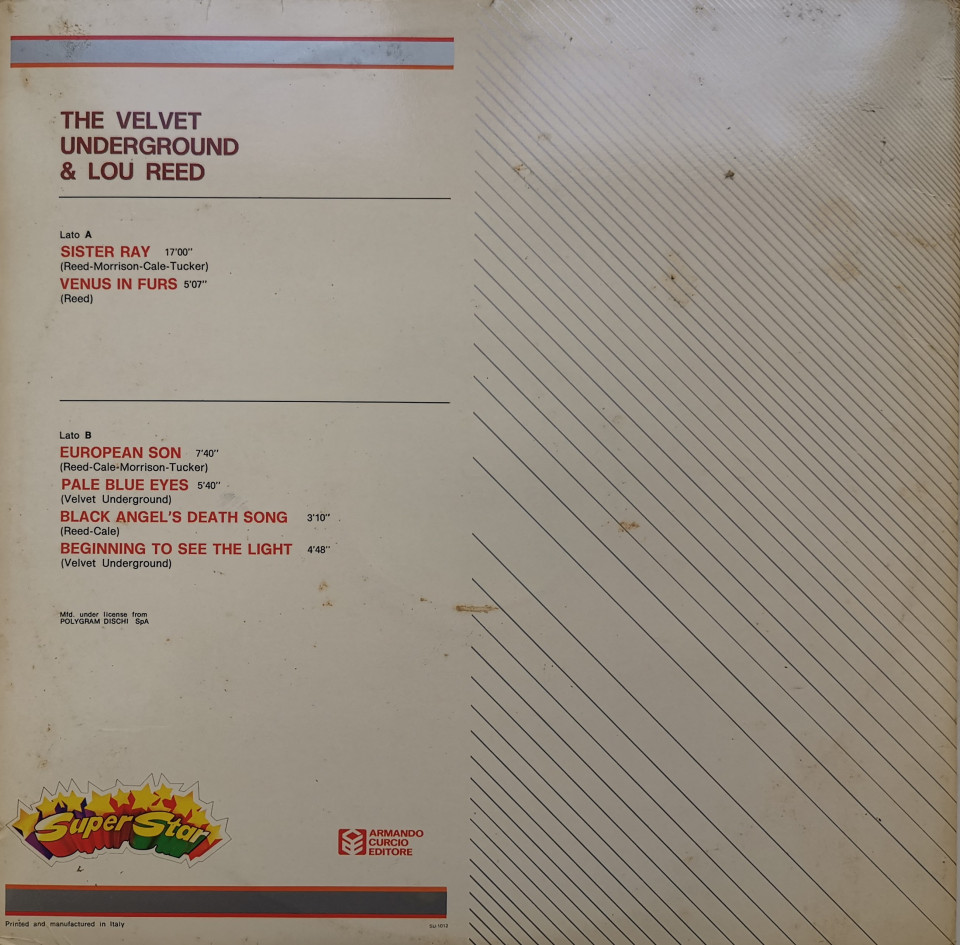 THE VELVET
UNDERGROUND
& LOU REED
Lato A
SISTER RAY 17'00''
(Reed-Morrison-Cale-Tucker)
VENUS IN FURS 5'07''
(Reed)
Lato B
EUROPEAN SON 7'40''
(Reed-Cale-Morrison-Tucker)
PALE BLUE EYES 5'40''
(Velvet Underground)
BLACK ANGEL'S DEATH SONG 3'10''
(Reed-Cale)
BEGINNING TO SEE THE LIGHT 4'48''
(Velvet Underground)
Mfd. under license from
POLYGRAM DISCHI SpA
Super Star
ARMANDO
CURCIO
EDITORE
Printed and manufactured in Italy